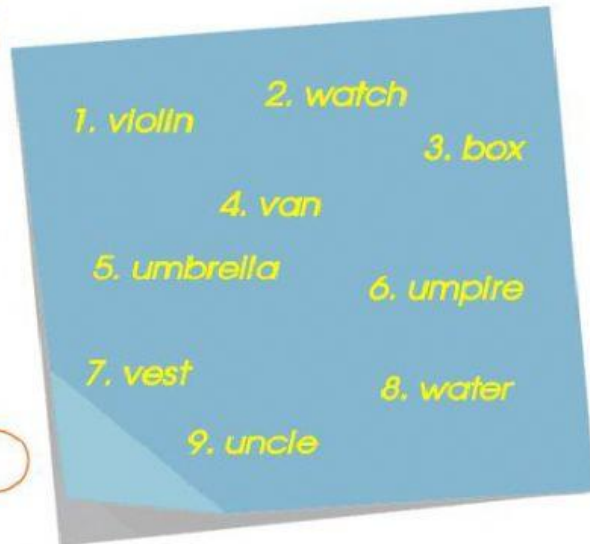 1. violin
2. watch
3. box
4. van
5. umbrella
6. umpire
7. vest
8. water
9. uncle